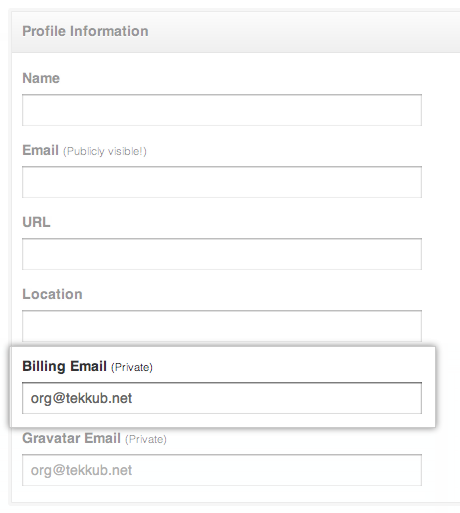 Profile Information
Name
Email (Publicly visible!)
URL
Location
Billing Email (Private)
org@tekkub.net
Gravatar Email (Private)
org@tekkub.net